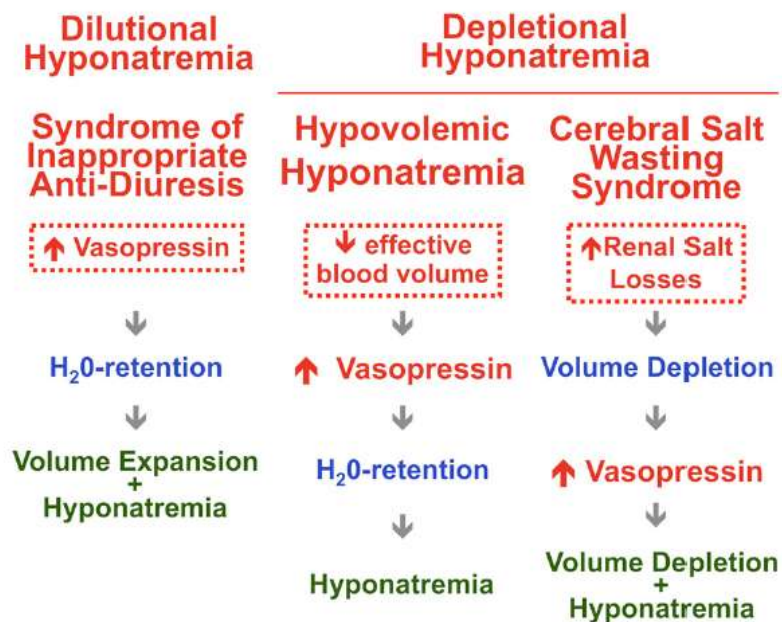 Dilutional
Hyponatremia
Depletional
Hyponatremia
Syndrome of
Inappropriate
Anti-Diuresis
↑ Vasopressin
↓
H₂0-retention
↓
Volume Expansion
+
Hyponatremia
Hypovolemic
Hyponatremia
↓ effective
blood volume
↓
↑ Vasopressin
↓
H₂0-retention
↓
Hyponatremia
Cerebral Salt
Wasting
Syndrome
↑Renal Salt
Losses
↓
Volume Depletion
↓
↑ Vasopressin
↓
Volume Depletion
+
Hyponatremia